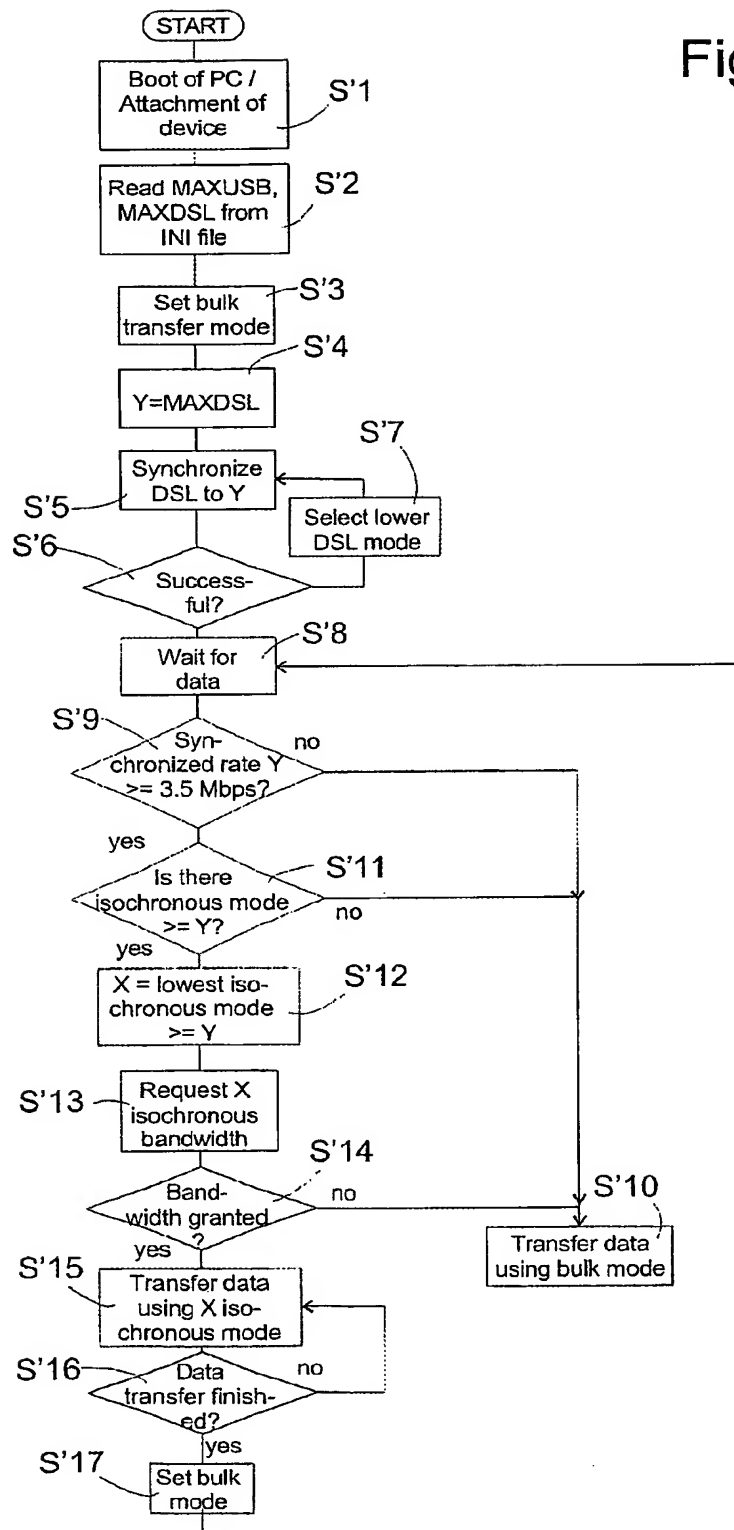 START
Fig
Boot of PC /
Attachment of
device
S'1
Read MAXUSB,
MAXDSL from
INI file
S'2
Set bulk
transfer mode
S'3
S'4
Y=MAXDSL
S'7
Synchronize
DSL to Y
S'5
Select lower
DSL mode
S'6
Success-
ful?
S'8
Wait for
data
S'9
Syn-
chronized rate Y
>= 3.5 Mbps?
no
yes
S'11
Is there
isochronous mode
>= Y?
no
yes
S'12
X = lowest iso-
chronous mode
>= Y
S'13
Request X
isochronous
bandwidth
S'14
Band-
width granted
?
no
yes
S'10
Transfer data
using bulk mode
S'15
Transfer data
using X iso-
chronous mode
S'16
Data
transfer finish-
ed?
no
yes
S'17
Set bulk
mode